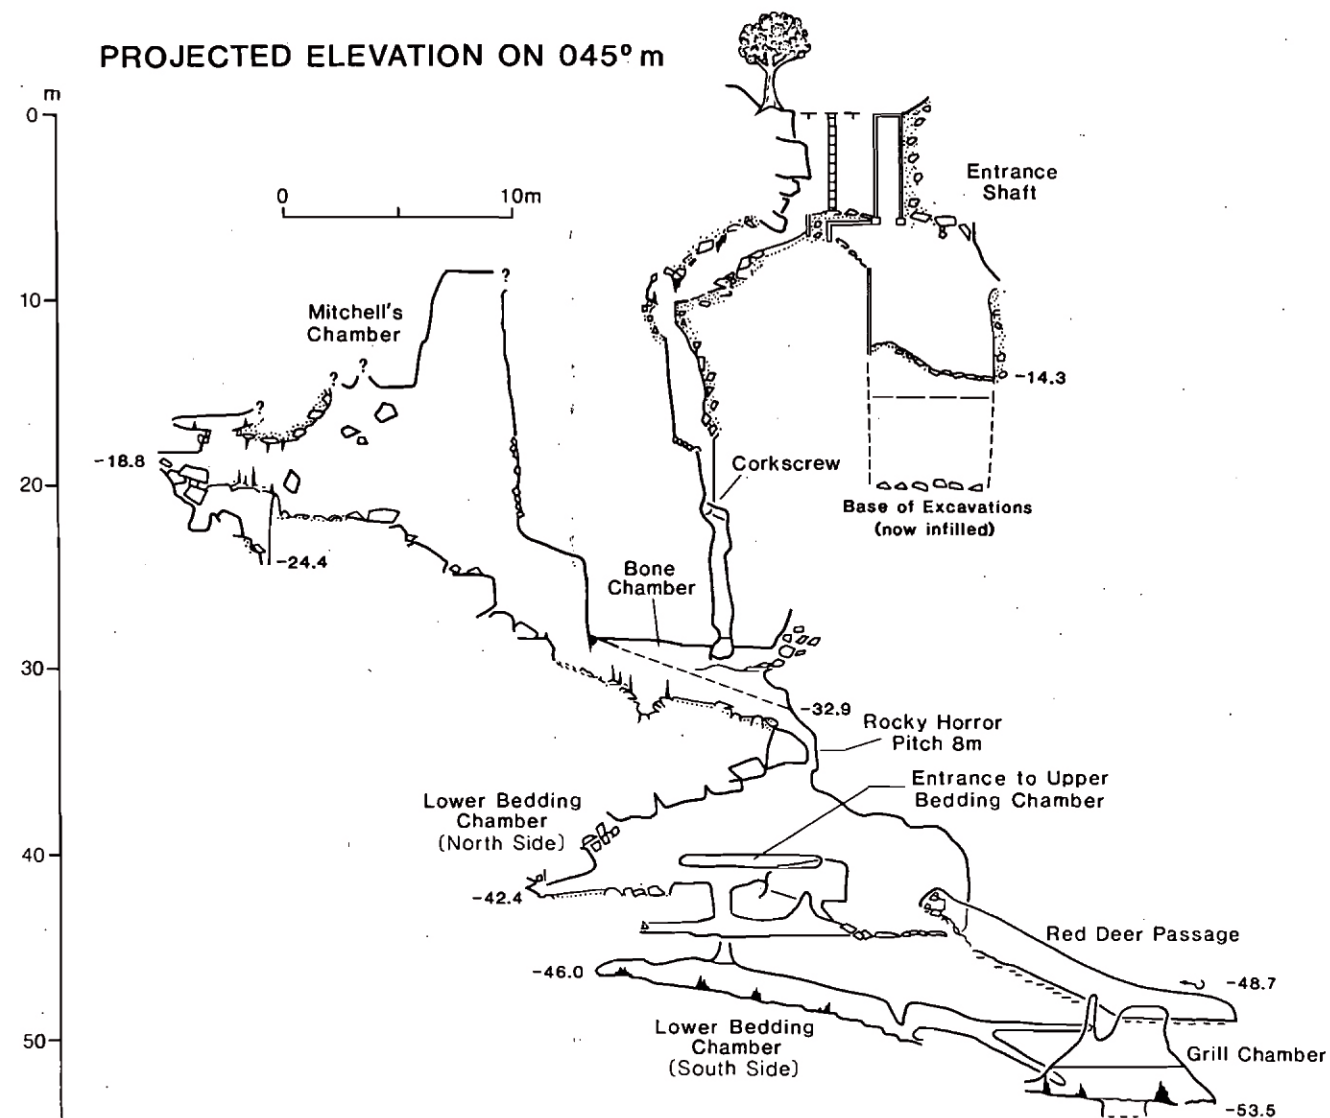 PROJECTED ELEVATION ON 045° m
m
0
0
10m
Entrance
Shaft
?
10
Mitchell's
Chamber
?
?
-14.3
?
-18.8
Corkscrew
20
Base of Excavations
(now infilled)
-24.4
Bone
Chamber
30
-32.9
Rocky Horror
Pitch 8m
Entrance to Upper
Bedding Chamber
Lower Bedding
Chamber
(North Side)
40
-42.4
Red Deer Passage
-46.0
-48.7
Lower Bedding
Chamber
(South Side)
50
Grill Chamber
-53.5